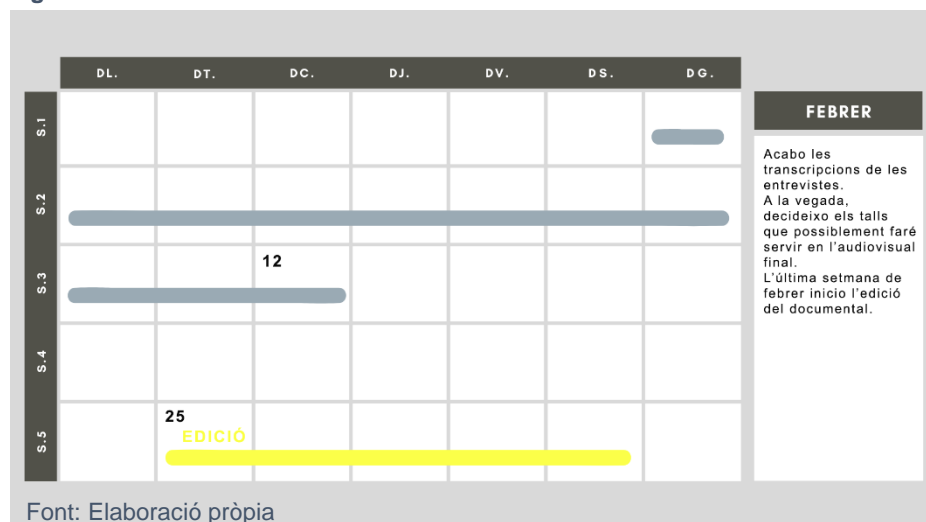 DL. DT. DC. DJ. DV. DS. DG.
S.1
S.2
S.3
S.4
S.5
12
25
EDICIÓ
FEBRER
Acabo les
transcripcions de les
entrevistes.
A la vegada,
decideixo els talls
que possiblement faré
servir en l'audiovisual
final.
L'última setmana de
febrer inicio l'edició
del documental.
Font: Elaboració pròpia